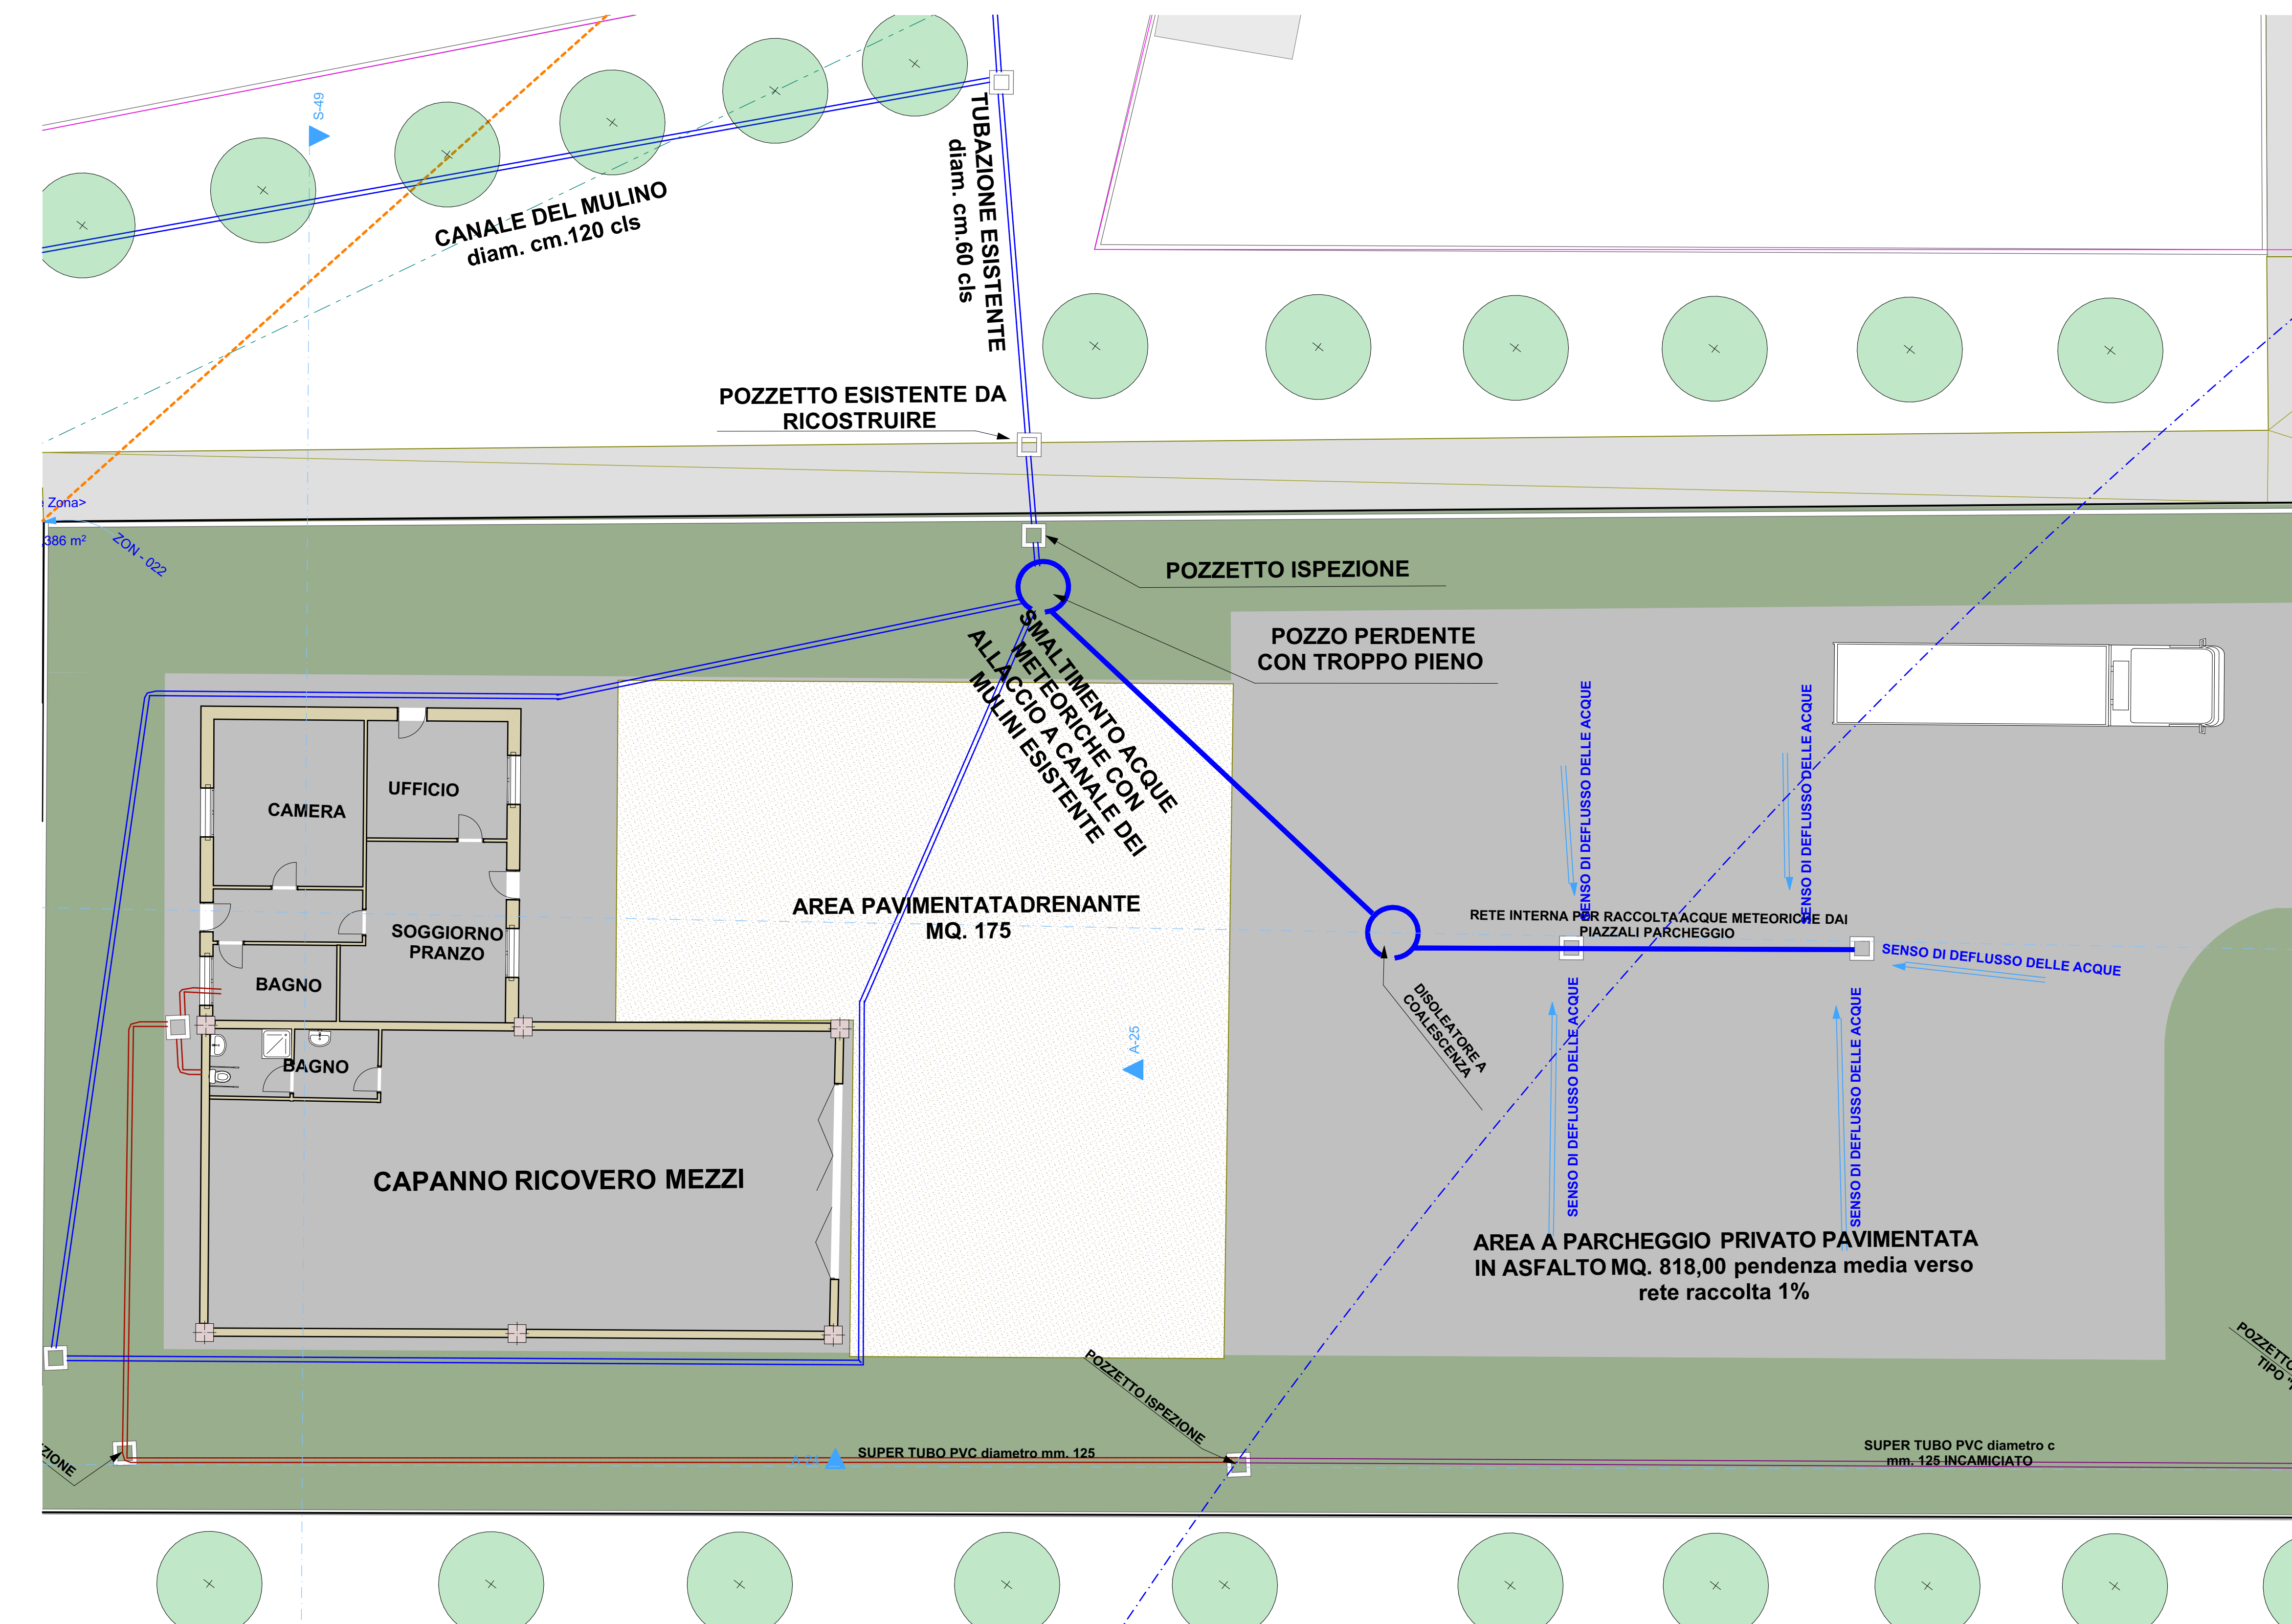 S-49
CANALE DEL MULINO
diam. cm.120 cls
TUBAZIONE ESISTENTE
diam. cm.60 cls
POZZETTO ESISTENTE DA
RICOSTRUIRE
Zona>
386 m²
ZON - 022
POZZETTO ISPEZIONE
POZZO PERDENTE
CON TROPPO PIENO
SMALTIMENTO ACQUE
METEORICHE CON
ALLACCIO A CANALE DEI
MULINI ESISTENTE
SENSO DI DEFLUSSO DELLE ACQUE
SENSO DI DEFLUSSO DELLE ACQUE
CAMERA
UFFICIO
SOGGIORNO
PRANZO
BAGNO
BAGNO
AREA PAVIMENTATA DRENANTE
MQ. 175
RETE INTERNA PER RACCOLTA ACQUE METEORICHE DAI
PIAZZALI PARCHEGGIO
SENSO DI DEFLUSSO DELLE ACQUE
DISOLEATORE A
COALESCENZA
A-25
SENSO DI DEFLUSSO DELLE ACQUE
SENSO DI DEFLUSSO DELLE ACQUE
CAPANNO RICOVERO MEZZI
AREA A PARCHEGGIO PRIVATO PAVIMENTATA
IN ASFALTO MQ. 818,00 pendenza media verso
rete raccolta 1%
POZZETTO
TIPO
POZZETTO ISPEZIONE
ZIONE
SUPER TUBO PVC diametro mm. 125
SUPER TUBO PVC diametro c
mm. 125 INCAMICIATO